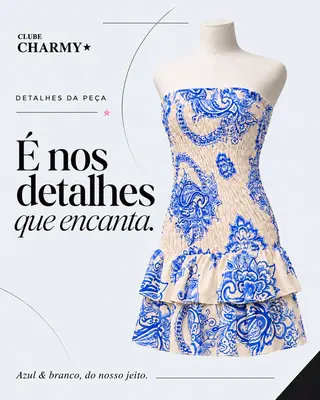 CLUBE
CHARMY★
DETALHES DA PEÇA
É nos
detalhes
que encanta.
Azul & branco, do nosso jeito.